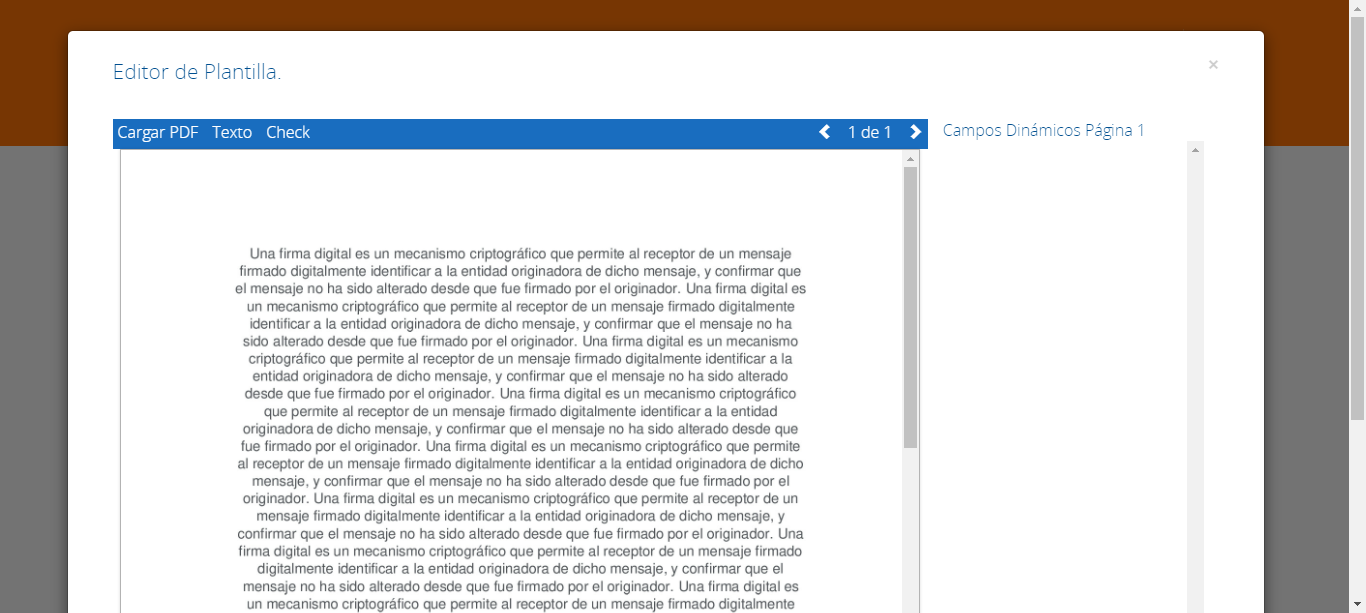 Editor de Plantilla.
×
Cargar PDF Texto Check 1 de 1
Campos Dinámicos Página 1
Una firma digital es un mecanismo criptográfico que permite al receptor de un mensaje
firmado digitalmente identificar a la entidad originadora de dicho mensaje, y confirmar que
el mensaje no ha sido alterado desde que fue firmado por el originador. Una firma digital es
un mecanismo criptográfico que permite al receptor de un mensaje firmado digitalmente
identificar a la entidad originadora de dicho mensaje, y confirmar que el mensaje no ha
sido alterado desde que fue firmado por el originador. Una firma digital es un mecanismo
criptográfico que permite al receptor de un mensaje firmado digitalmente identificar a la
entidad originadora de dicho mensaje, y confirmar que el mensaje no ha sido alterado
desde que fue firmado por el originador. Una firma digital es un mecanismo criptográfico
que permite al receptor de un mensaje firmado digitalmente identificar a la entidad
originadora de dicho mensaje, y confirmar que el mensaje no ha sido alterado desde que
fue firmado por el originador. Una firma digital es un mecanismo criptográfico que permite
al receptor de un mensaje firmado digitalmente identificar a la entidad originadora de dicho
mensaje, y confirmar que el mensaje no ha sido alterado desde que fue firmado por el
originador. Una firma digital es un mecanismo criptográfico que permite al receptor de un
mensaje firmado digitalmente identificar a la entidad originadora de dicho mensaje, y
confirmar que el mensaje no ha sido alterado desde que fue firmado por el originador. Una
firma digital es un mecanismo criptográfico que permite al receptor de un mensaje firmado
digitalmente identificar a la entidad originadora de dicho mensaje, y confirmar que el
mensaje no ha sido alterado desde que fue firmado por el originador. Una firma digital es
un mecanismo criptográfico que permite al receptor de un mensaje firmado digitalmente